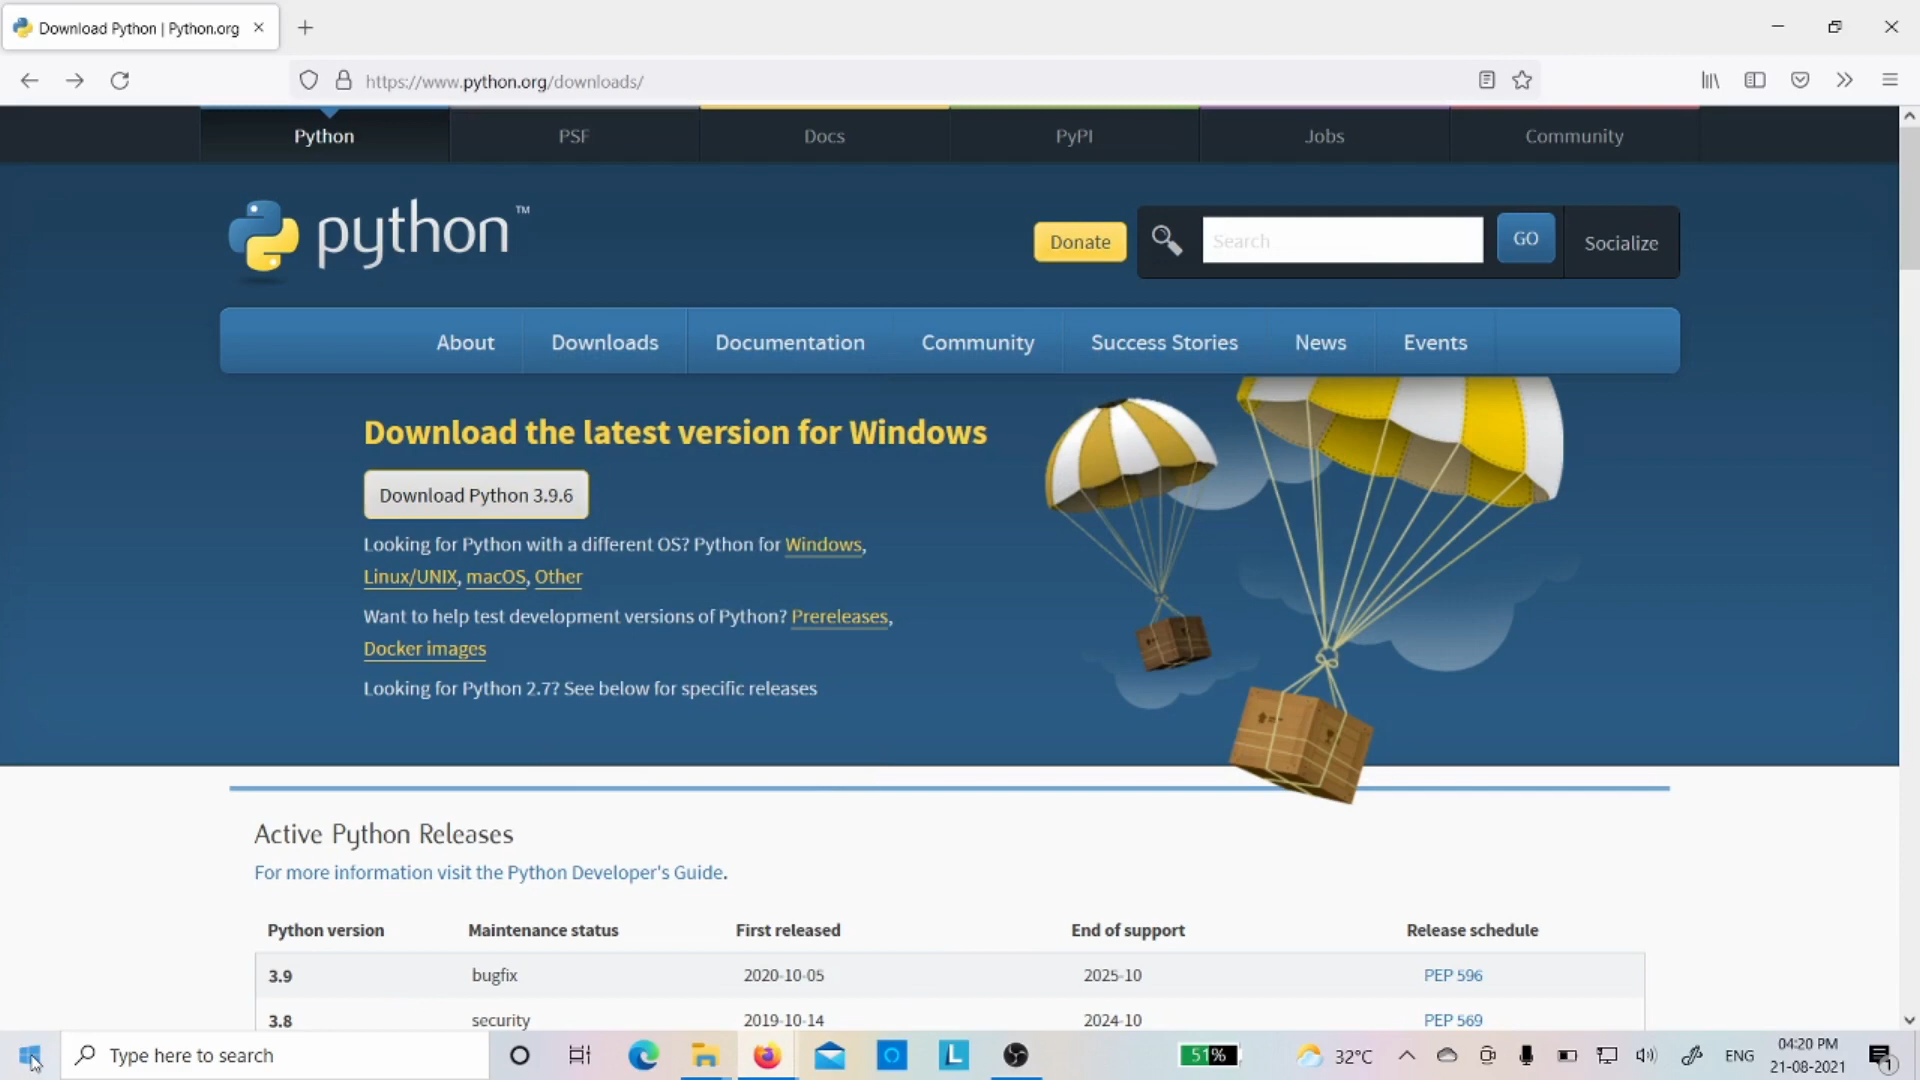 Download Python | Python.org
https://www.python.org/downloads/
Python PSF Docs PyPI Jobs Community
python™
Donate
Search
GO
Socialize
About Downloads Documentation Community Success Stories News Events
Download the latest version for Windows
Download Python 3.9.6
Looking for Python with a different OS? Python for Windows,
Linux/UNIX, macOS, Other
Want to help test development versions of Python? Prereleases,
Docker images
Looking for Python 2.7? See below for specific releases
Active Python Releases
For more information visit the Python Developer's Guide.
Python version Maintenance status First released End of support Release schedule
3.9 bugfix 2020-10-05 2025-10 PEP 596
3.8 security 2019-10-14 2024-10 PEP 569
Type here to search
L
51%
32°C
ENG
04:20 PM
21-08-2021
1